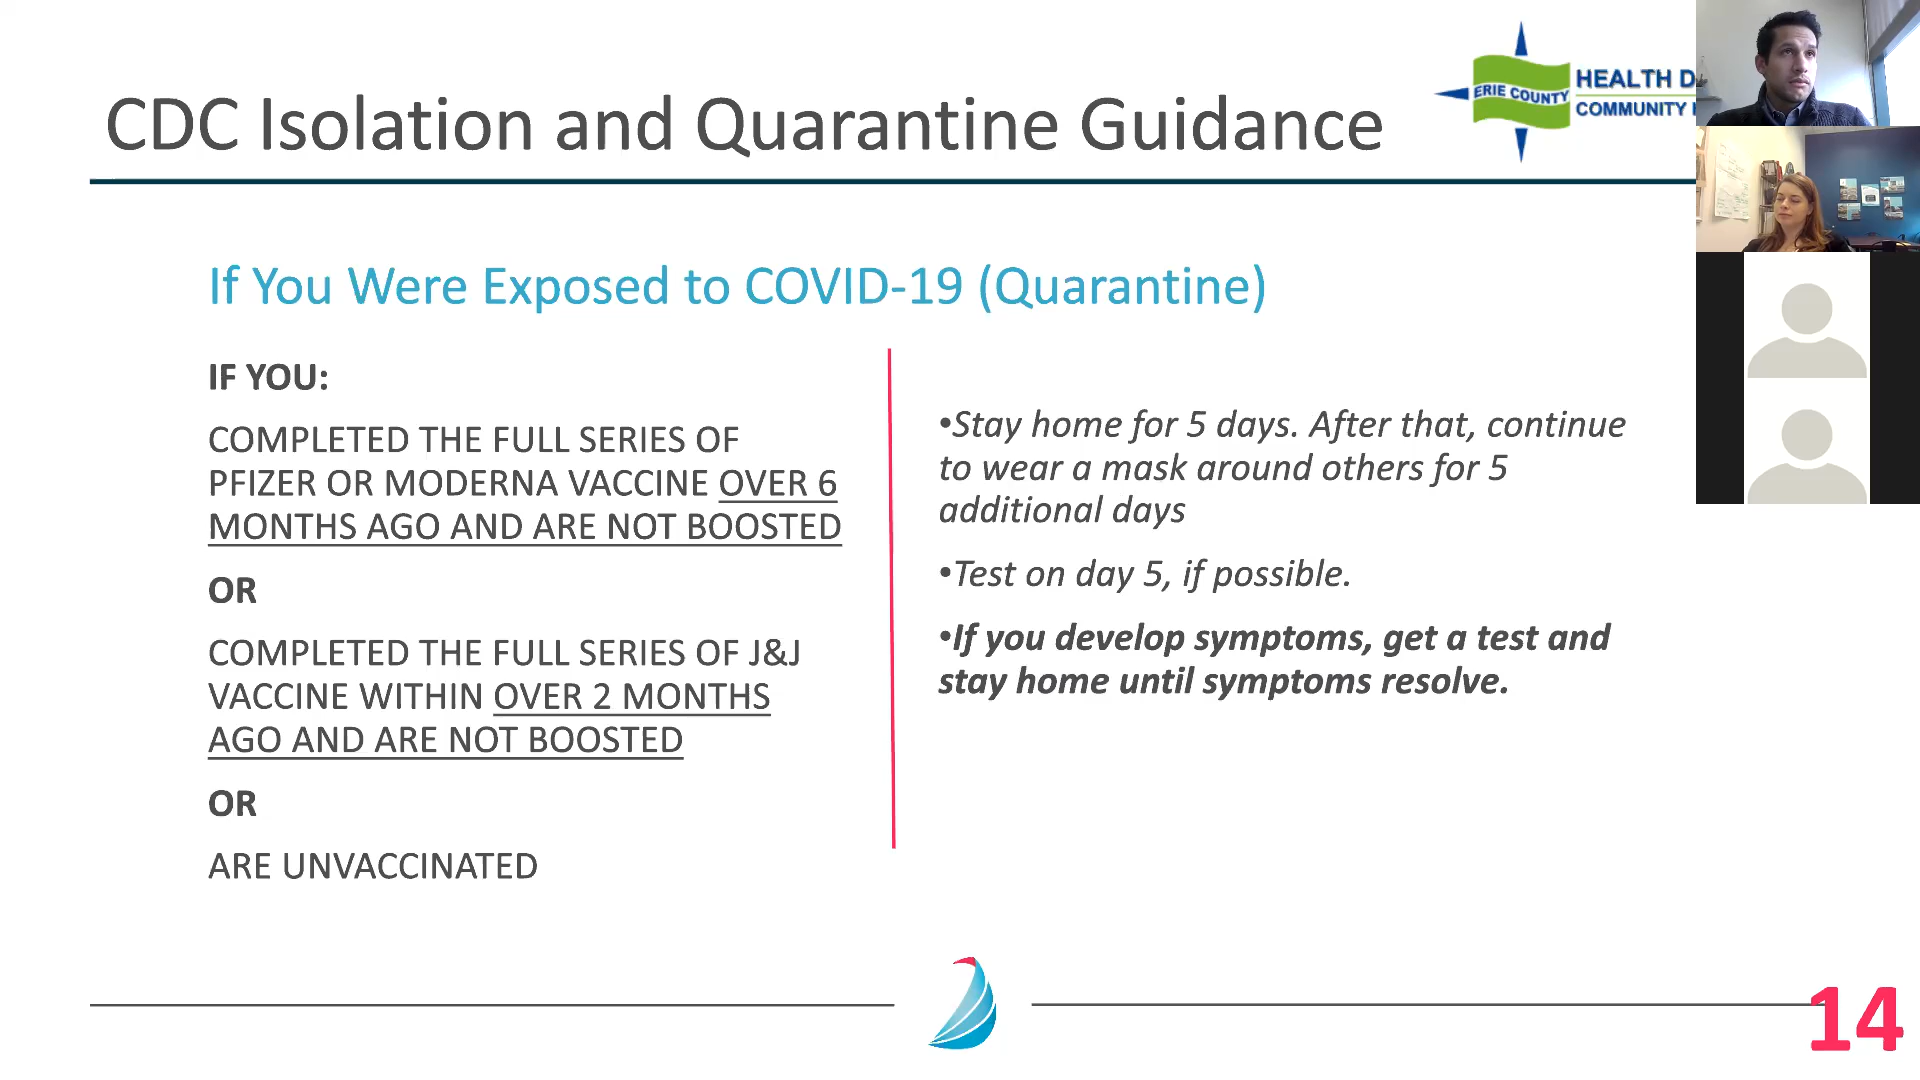 CDC Isolation and Quarantine Guidance
ERIE COUNTY
HEALTH D
COMMUNITY
If You Were Exposed to COVID-19 (Quarantine)
IF YOU:
COMPLETED THE FULL SERIES OF
PFIZER OR MODERNA VACCINE OVER 6
MONTHS AGO AND ARE NOT BOOSTED
OR
COMPLETED THE FULL SERIES OF J&J
VACCINE WITHIN OVER 2 MONTHS
AGO AND ARE NOT BOOSTED
OR
ARE UNVACCINATED
•Stay home for 5 days. After that, continue
to wear a mask around others for 5
additional days
•Test on day 5, if possible.
•If you develop symptoms, get a test and
stay home until symptoms resolve.
14